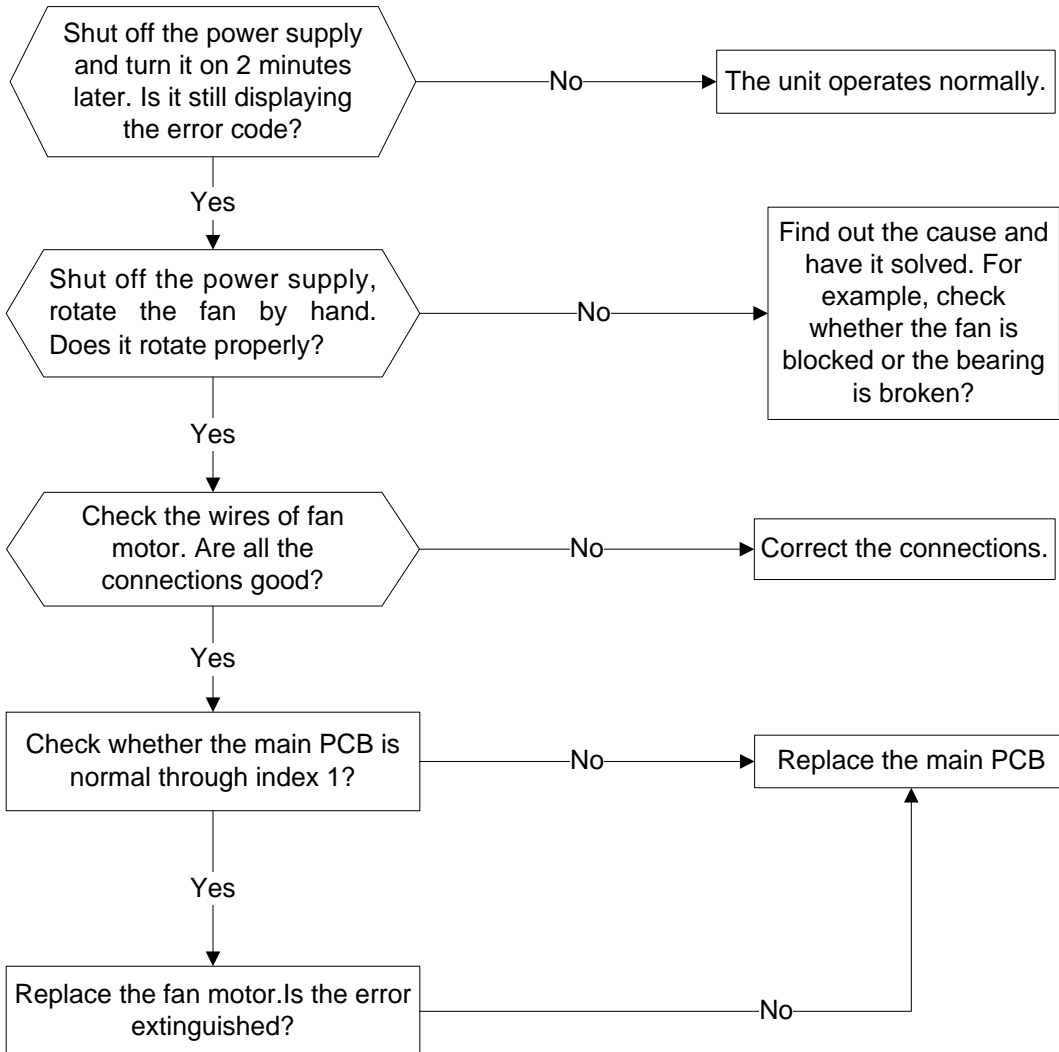 Shut off the power supply
and turn it on 2 minutes
later. Is it still displaying
the error code?
No
The unit operates normally.
Yes
Shut off the power supply,
rotate the fan by hand.
Does it rotate properly?
No
Find out the cause and
have it solved. For
example, check
whether the fan is
blocked or the bearing
is broken?
Yes
Check the wires of fan
motor. Are all the
connections good?
No
Correct the connections.
Yes
Check whether the main PCB is
normal through index 1?
No
Replace the main PCB
Yes
Replace the fan motor.Is the error
extinguished?
No